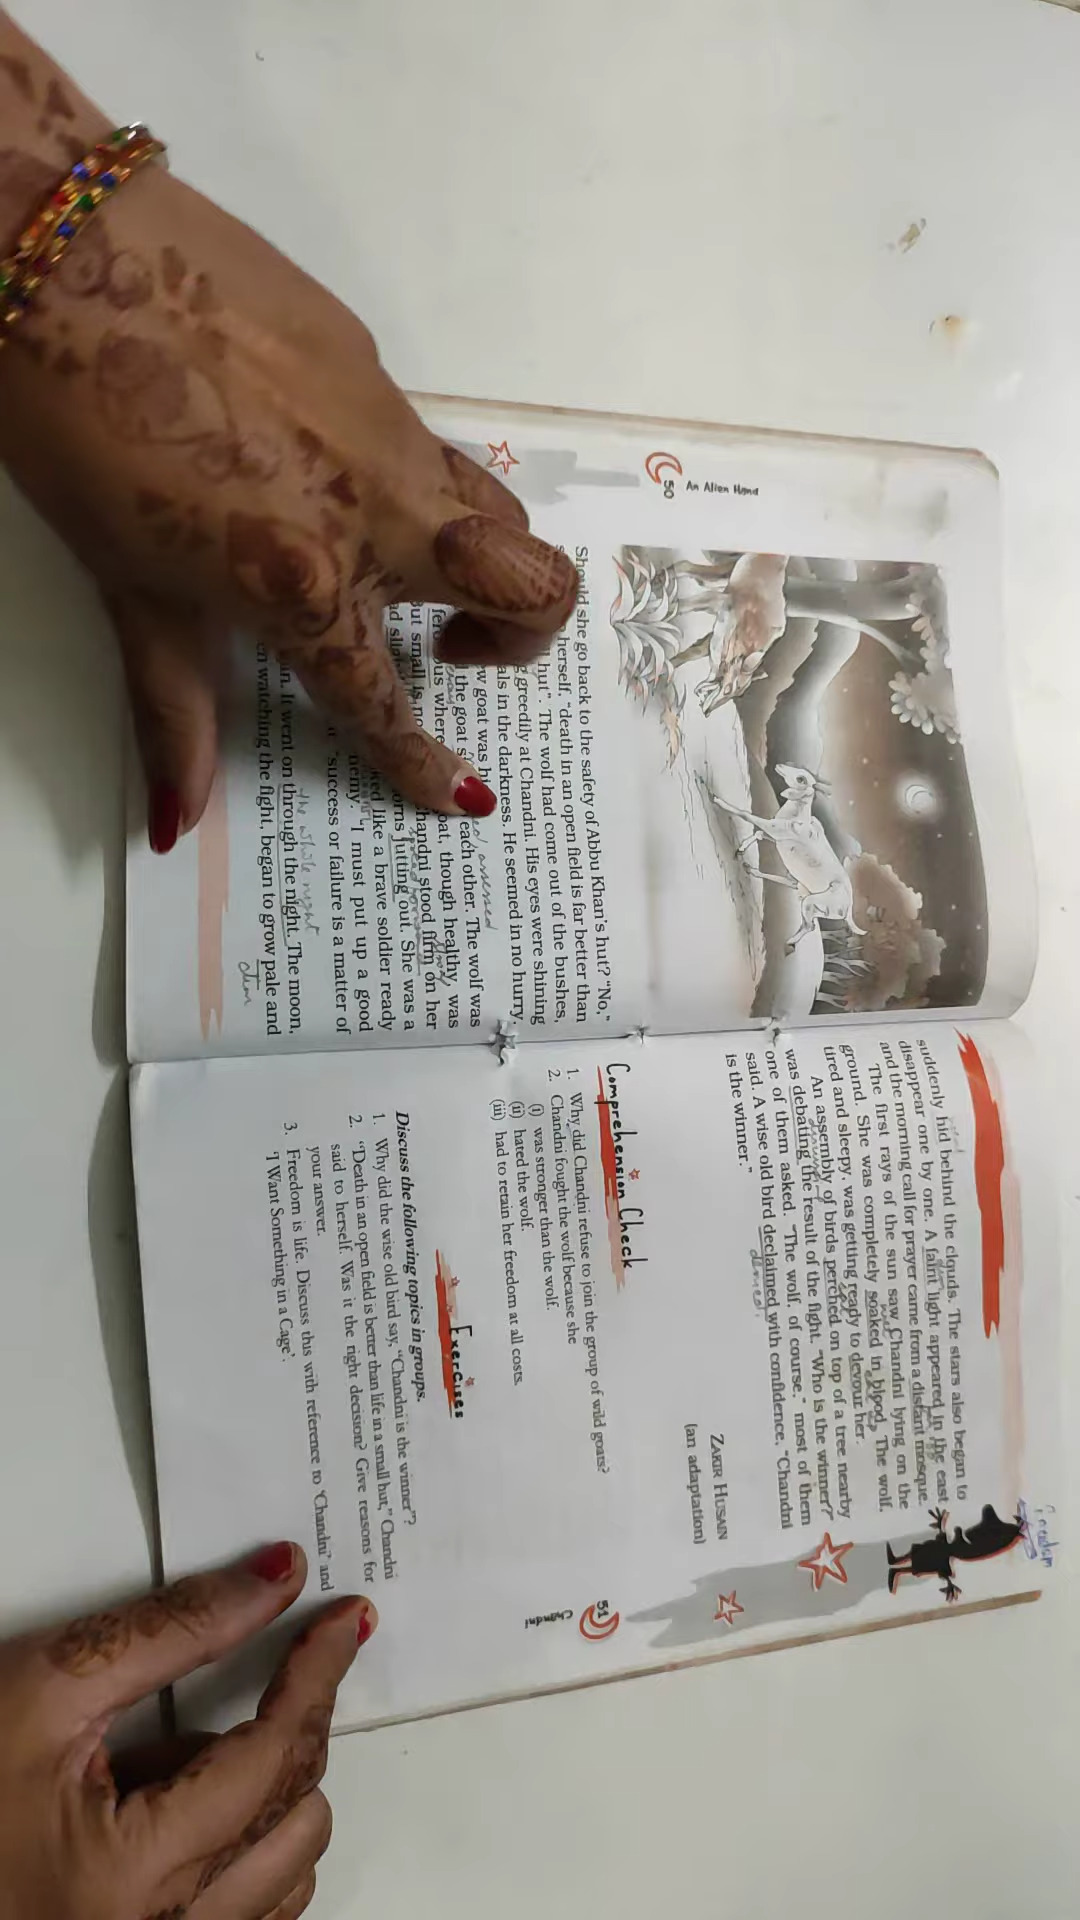 50 An Alien Hand
Should she go back to the safety of Abbu Khan's hut? "No,"
herself, "death in an open field is far better than
hut". The wolf had come out of the bushes,
greedily at Chandni. His eyes were shining
in the darkness. He seemed in no hurry.
goat was
assessed
the goat each other. The wolf was
where goat, though healthy, was
But small is Chandni stood firm on her
jutting out. She was a
like a brave soldier ready
enemy. "I must put up a good
"success or failure is a matter of
the whole night
It went on through the night. The moon,
watching the fight, began to grow pale and
dim
Freedom
suddenly hid behind the clouds. The stars also began to
disappear one by one. A faint light appeared in the east
and the morning call for prayer came from a distant mosque.
The first rays of the sun saw Chandni lying on the
ground. She was completely soaked in blood. The wolf,
tired and sleepy, was getting ready to devour her.
An assembly of birds perched on top of a tree nearby
was debating the result of the fight. "Who is the winner?"
one of them asked. "The wolf, of course," most of them
said. A wise old bird declaimed with confidence, "Chandni
is the winner."
ZAKIR HUSAIN
(an adaptation)
51
Chandni
Comprehension Check
1. Why did Chandni refuse to join the group of wild goats?
2. Chandni fought the wolf because she
(i) was stronger than the wolf.
(ii) hated the wolf.
(iii) had to retain her freedom at all costs.
Exercises
Discuss the following topics in groups.
1. Why did the wise old bird say, "Chandni is the winner"?
2. "Death in an open field is better than life in a small hut," Chandni
said to herself. Was it the right decision? Give reasons for
your answer.
3. Freedom is life. Discuss this with reference to 'Chandni' and
'I Want Something in a Cage'.